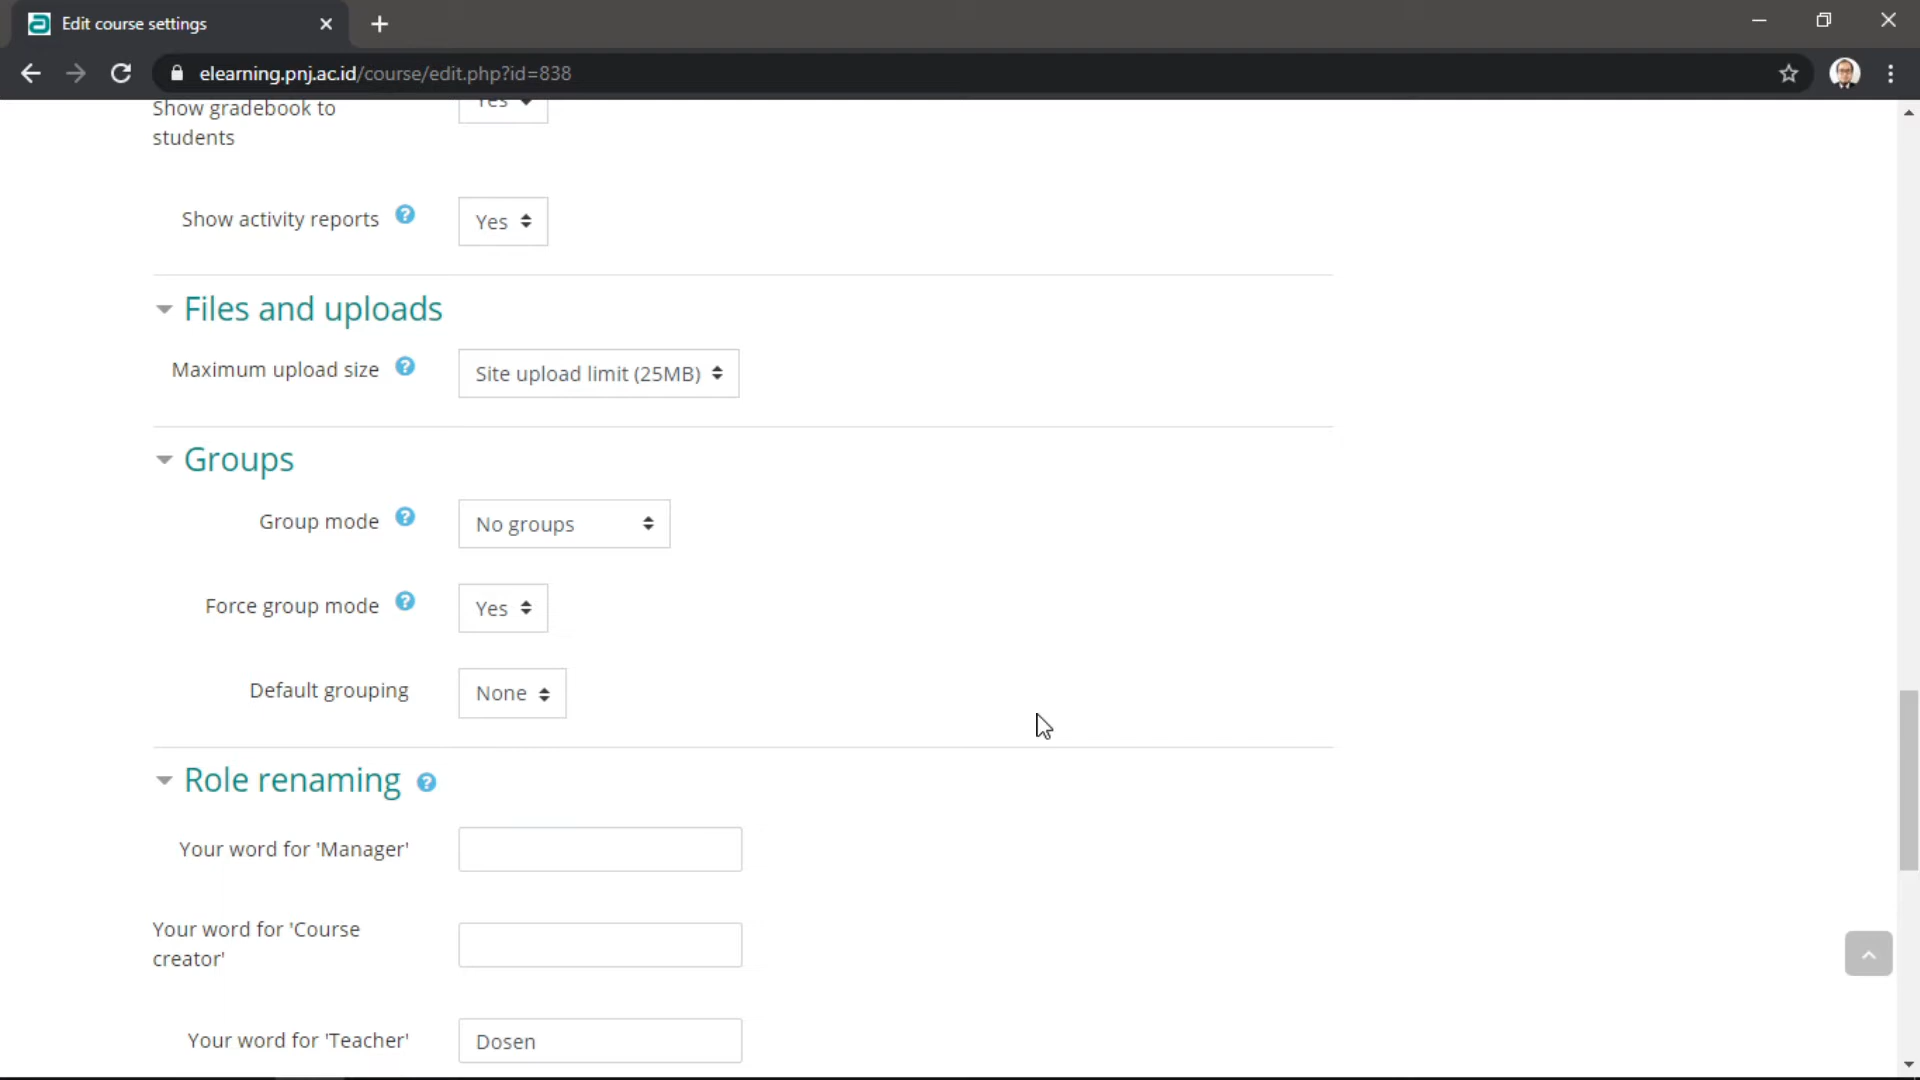 Edit course settings
elearning.pnj.ac.id/course/edit.php?id=838
Show gradebook to
students
Yes
Show activity reports
Yes
Files and uploads
Maximum upload size
Site upload limit (25MB)
Groups
Group mode
No groups
Force group mode
Yes
Default grouping
None
Role renaming
Your word for 'Manager'
Your word for 'Course
creator'
Your word for 'Teacher'
Dosen